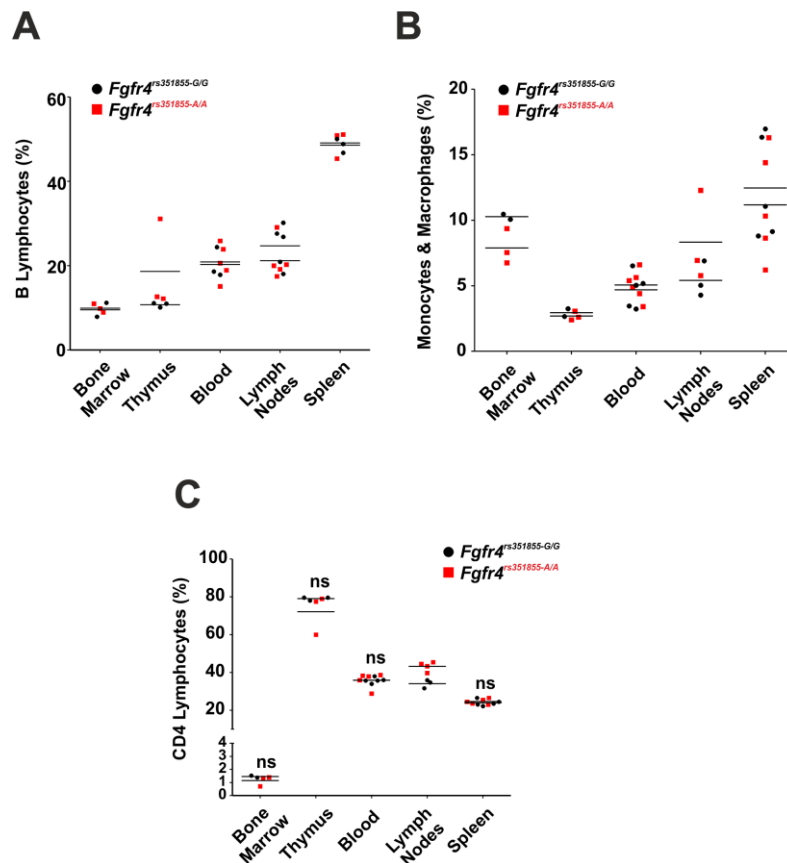 A
Fgfr4rs351855-G/G
Fgfr4rs351855-A/A
B Lymphocytes (%)
60
40
20
0
Bone
Marrow
Thymus
Blood
Lymph
Nodes
Spleen
B
Fgfr4rs351855-G/G
Fgfr4rs351855-A/A
Monocytes & Macrophages (%)
20
15
10
5
0
Bone
Marrow
Thymus
Blood
Lymph
Nodes
Spleen
C
Fgfr4rs351855-G/G
Fgfr4rs351855-A/A
CD4 Lymphocytes (%)
100
80
60
40
20
4
3
2
1
0
ns
ns
ns
ns
Bone
Marrow
Thymus
Blood
Lymph
Nodes
Spleen